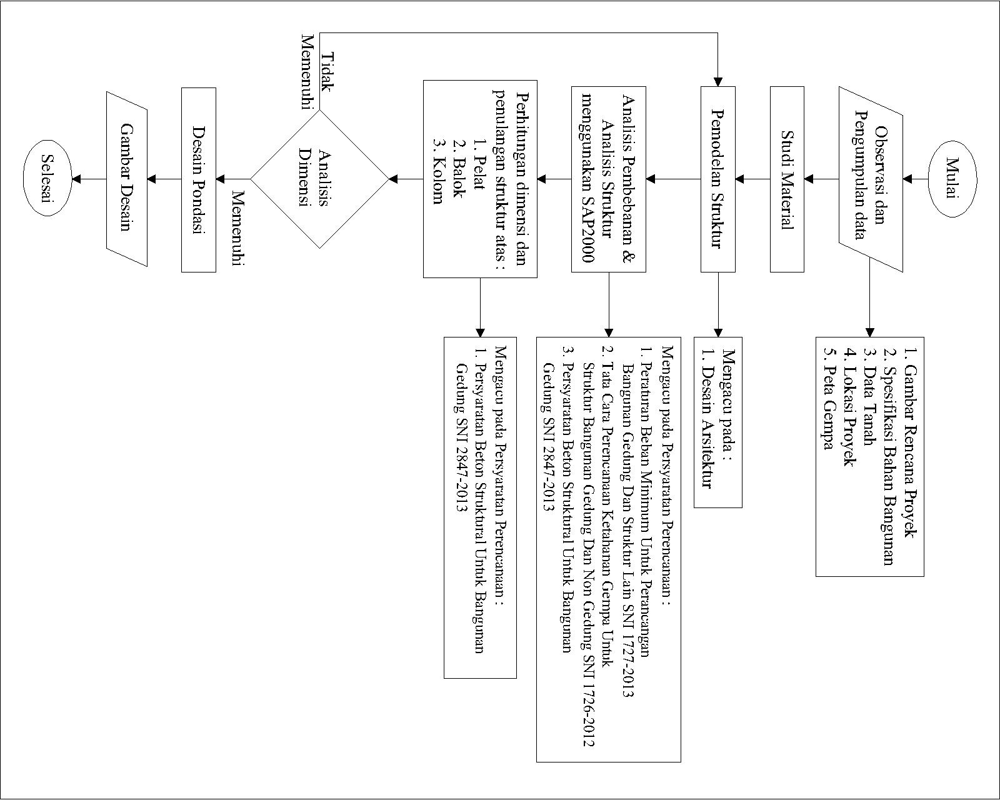 Mulai
Observasi dan
Pengumpulan data
1. Gambar Rencana Proyek
2. Spesifikasi Bahan Bangunan
3. Data Tanah
4. Lokasi Proyek
5. Peta Gempa
Studi Material
Pemodelan Struktur
Mengacu pada :
1. Desain Arsitektur
Analisis Pembebanan &
Analisis Struktur
menggunakan SAP2000
Mengacu pada Persyaratan Perencanaan :
1. Peraturan Beban Minimum Untuk Perancangan
Bangunan Gedung Dan Struktur Lain SNI 1727-2013
2. Tata Cara Perencanaan Ketahanan Gempa Untuk
Struktur Bangunan Gedung Dan Non Gedung SNI 1726-2012
3. Persyaratan Beton Struktural Untuk Bangunan
Gedung SNI 2847-2013
Perhitungan dimensi dan
penulangan struktur atas :
1. Pelat
2. Balok
3. Kolom
Mengacu pada Persyaratan Perencanaan :
1. Persyaratan Beton Struktural Untuk Bangunan
Gedung SNI 2847-2013
Tidak
Memenuhi
Analisis
Dimensi
Memenuhi
Desain Pondasi
Gambar Desain
Selesai